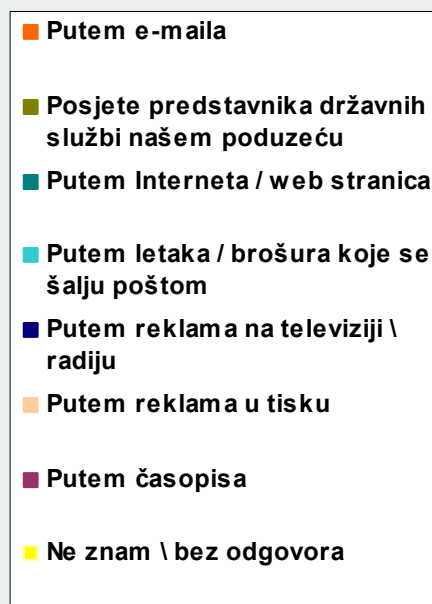 Putem e-maila
Posjete predstavnika državnih
službi našem poduzeću
Putem Interneta / web stranica
Putem letaka / brošura koje se
šalju poštom
Putem reklama na televiziji \
radiju
Putem reklama u tisku
Putem časopisa
Ne znam \ bez odgovora